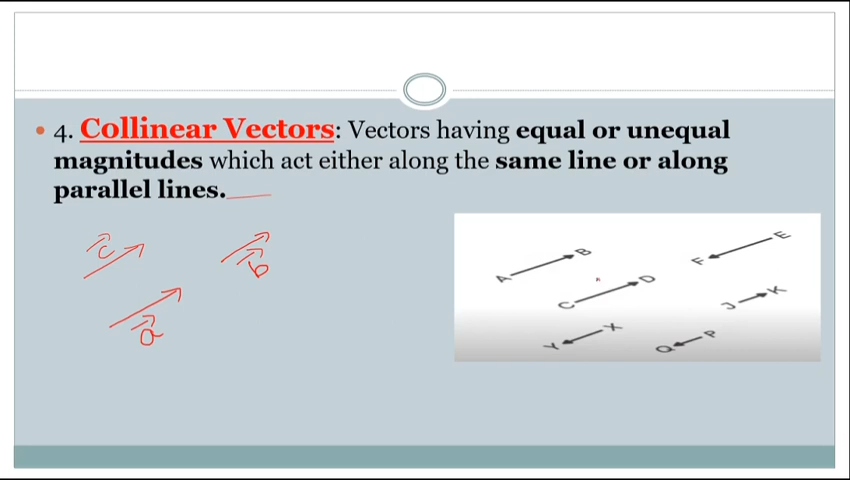 • 4. Collinear Vectors: Vectors having equal or unequal
magnitudes which act either along the same line or along
parallel lines.
c
b
a
A B
F E
C D
J K
Y X
Q P